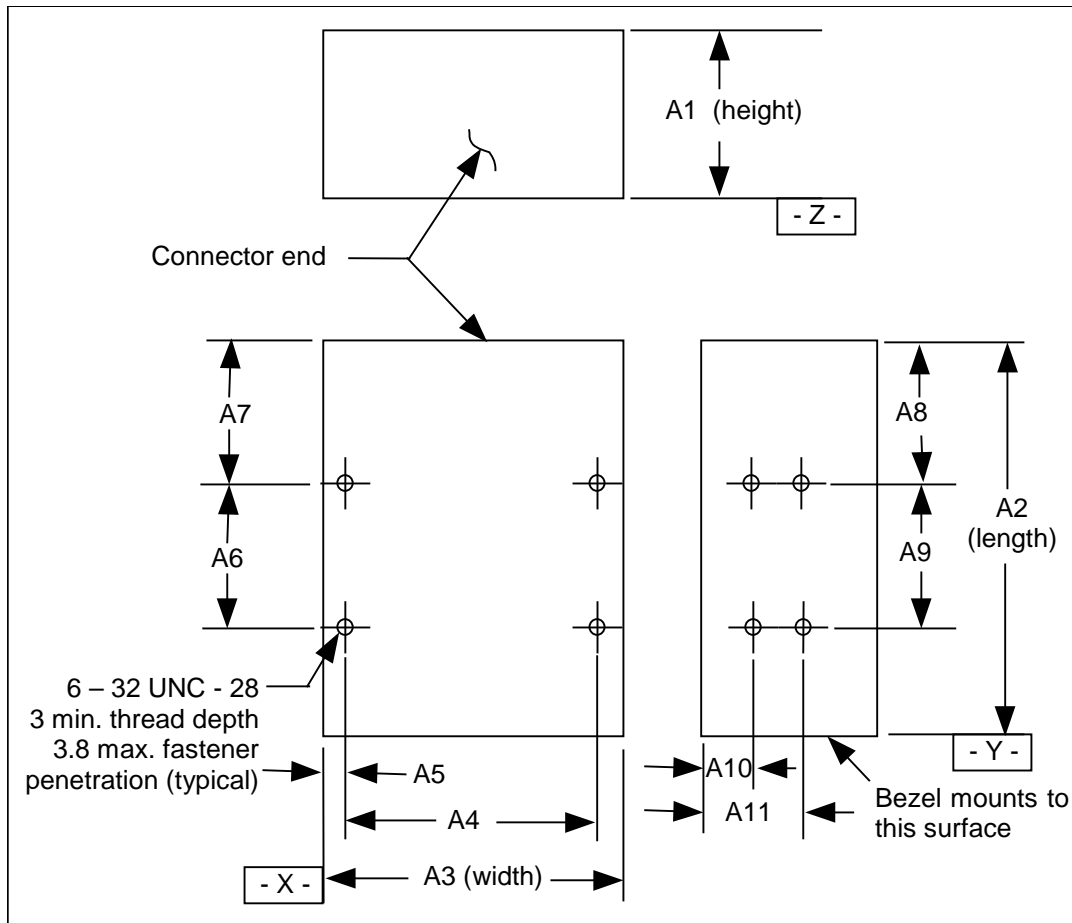 A1 (height)
- Z -
Connector end
A7
A8
A6
A9
A2
(length)
6 – 32 UNC - 28
3 min. thread depth
3.8 max. fastener
penetration (typical)
A5
A4
A3 (width)
- X -
A10
A11
- Y -
Bezel mounts to
this surface